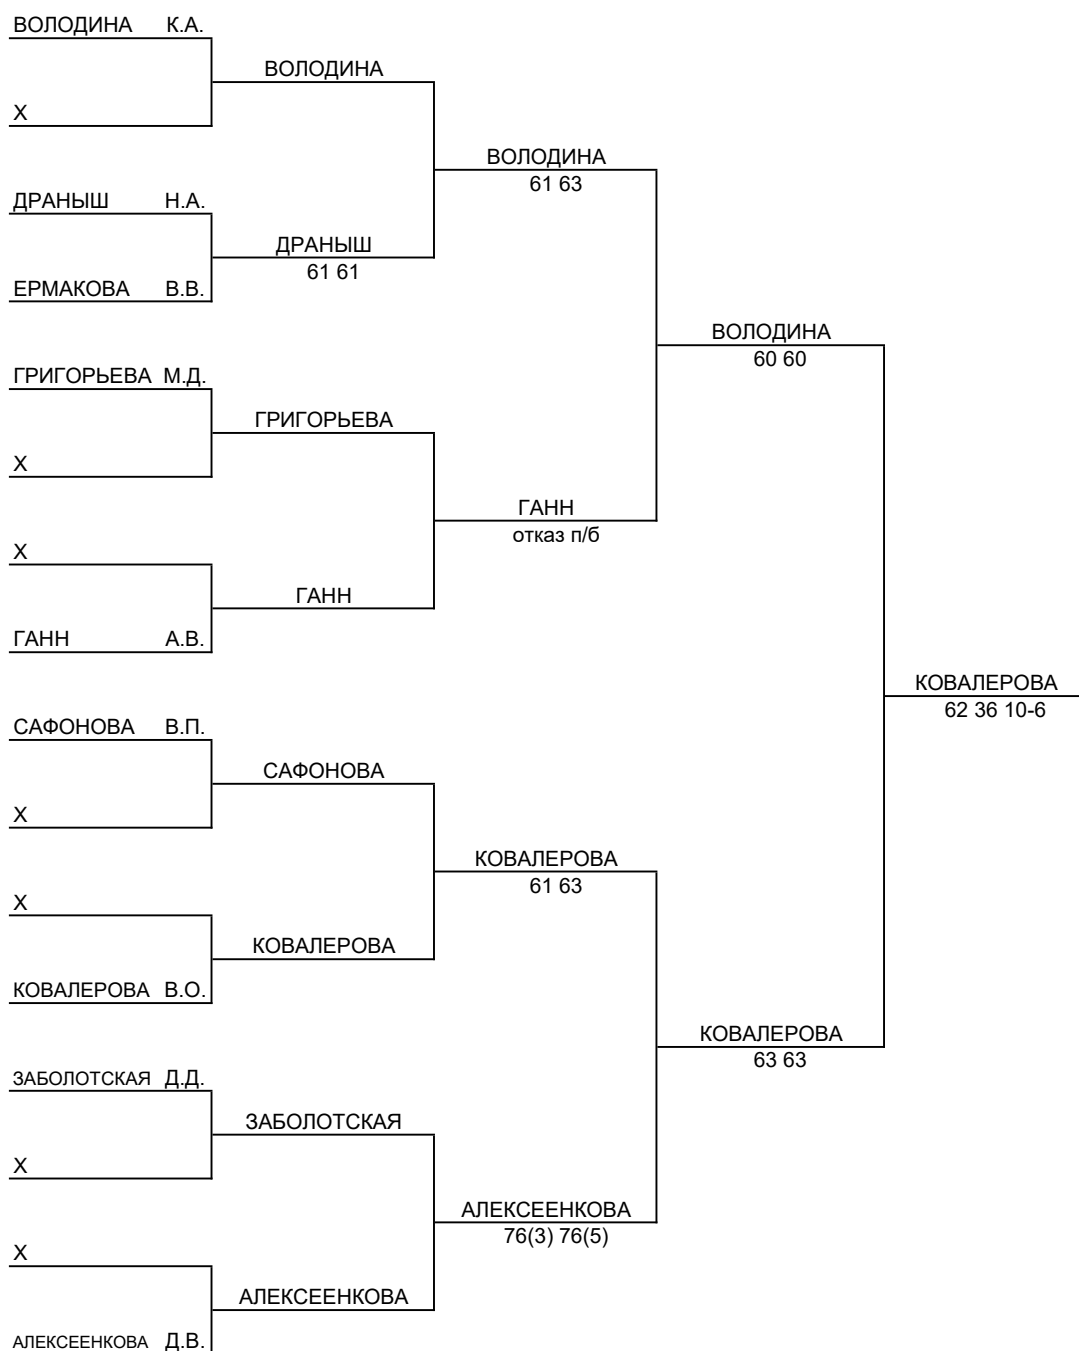 ВОЛОДИНА К.А.
ВОЛОДИНА
X
ВОЛОДИНА
61 63
ДРАНЫШ Н.А.
ДРАНЫШ
61 61
ЕРМАКОВА В.В.
ВОЛОДИНА
60 60
ГРИГОРЬЕВА М.Д.
ГРИГОРЬЕВА
X
ГАНН
отказ п/б
X
ГАНН
ГАНН А.В.
КОВАЛЕРОВА
62 36 10-6
САФОНОВА В.П.
САФОНОВА
X
КОВАЛЕРОВА
61 63
X
КОВАЛЕРОВА
КОВАЛЕРОВА В.О.
КОВАЛЕРОВА
63 63
ЗАБОЛОТСКАЯ Д.Д.
ЗАБОЛОТСКАЯ
X
АЛЕКСЕЕНКОВА
76(3) 76(5)
X
АЛЕКСЕЕНКОВА
АЛЕКСЕЕНКОВА Д.В.